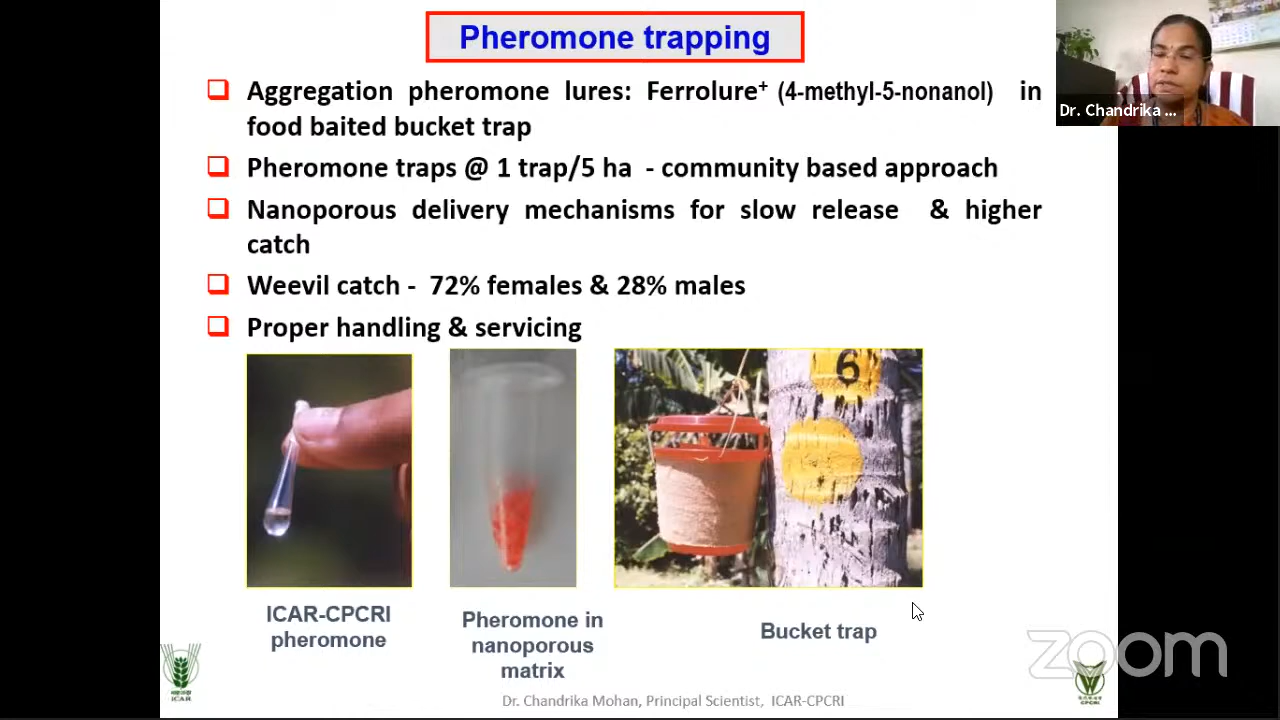 Pheromone trapping
Dr. Chandrika ...
Aggregation pheromone lures: Ferrolure⁺ (4-methyl-5-nonanol) in
food baited bucket trap
Pheromone traps @ 1 trap/5 ha - community based approach
Nanoporous delivery mechanisms for slow release & higher
catch
Weevil catch - 72% females & 28% males
Proper handling & servicing
6
ICAR-CPCRI
pheromone
Pheromone in
nanoporous
matrix
Bucket trap
zoom
ICAR
CPCRI
Dr. Chandrika Mohan, Principal Scientist, ICAR-CPCRI